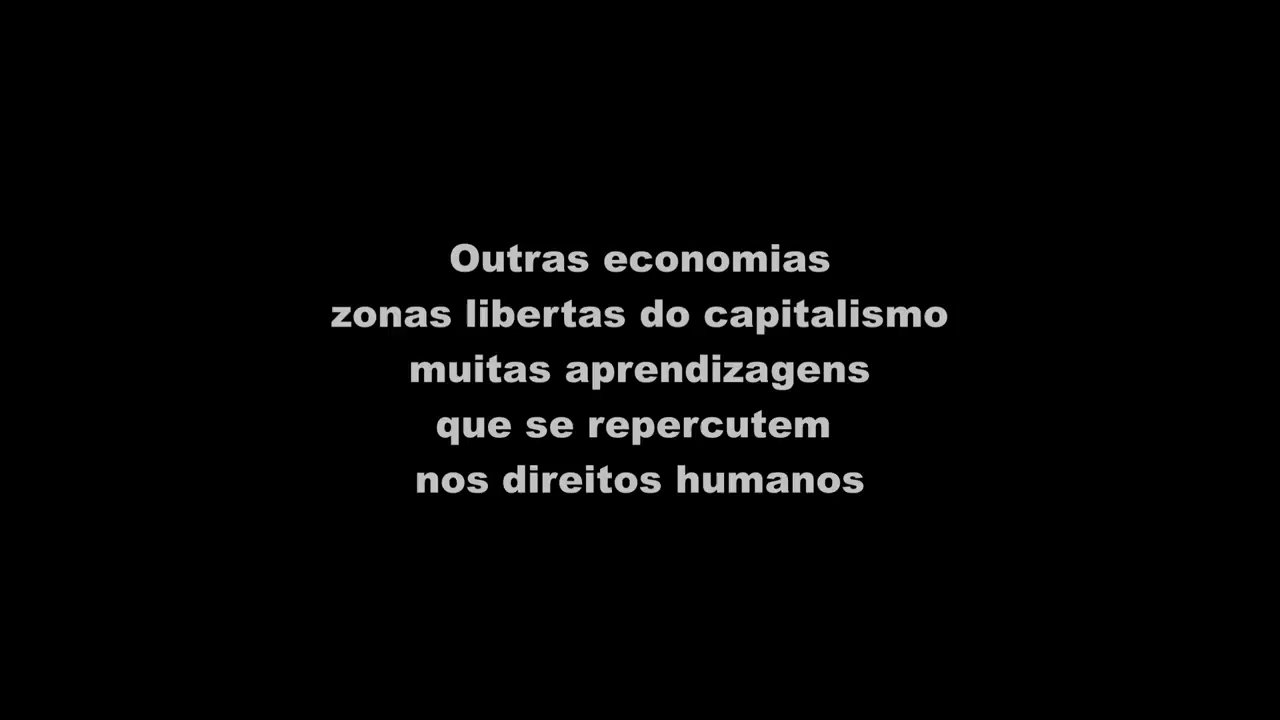 Outras economias
zonas libertas do capitalismo
muitas aprendizagens
que se repercutem
nos direitos humanos